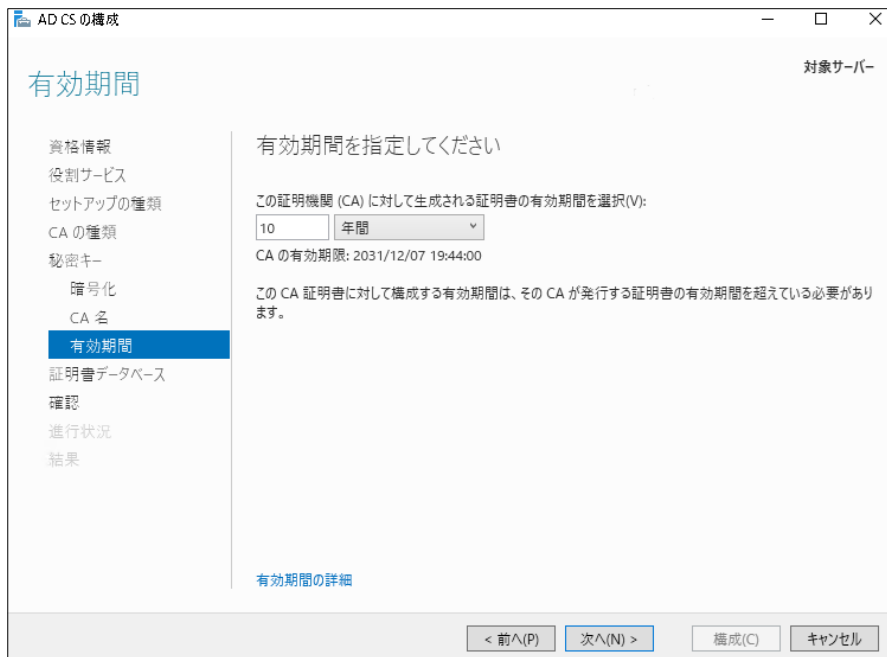 AD CS の構成
対象サーバー
有効期間
資格情報
役割サービス
セットアップの種類
CA の種類
秘密キー
暗号化
CA 名
有効期間
証明書データベース
確認
進行状況
結果
有効期間を指定してください
この証明機関 (CA) に対して生成される証明書の有効期間を選択(V):
10 年間
CA の有効期限: 2031/12/07 19:44:00
この CA 証明書に対して構成する有効期間は、その CA が発行する証明書の有効期間を超えている必要があり
ます。
有効期間の詳細
< 前へ(P) 次へ(N) > 構成(C) キャンセル